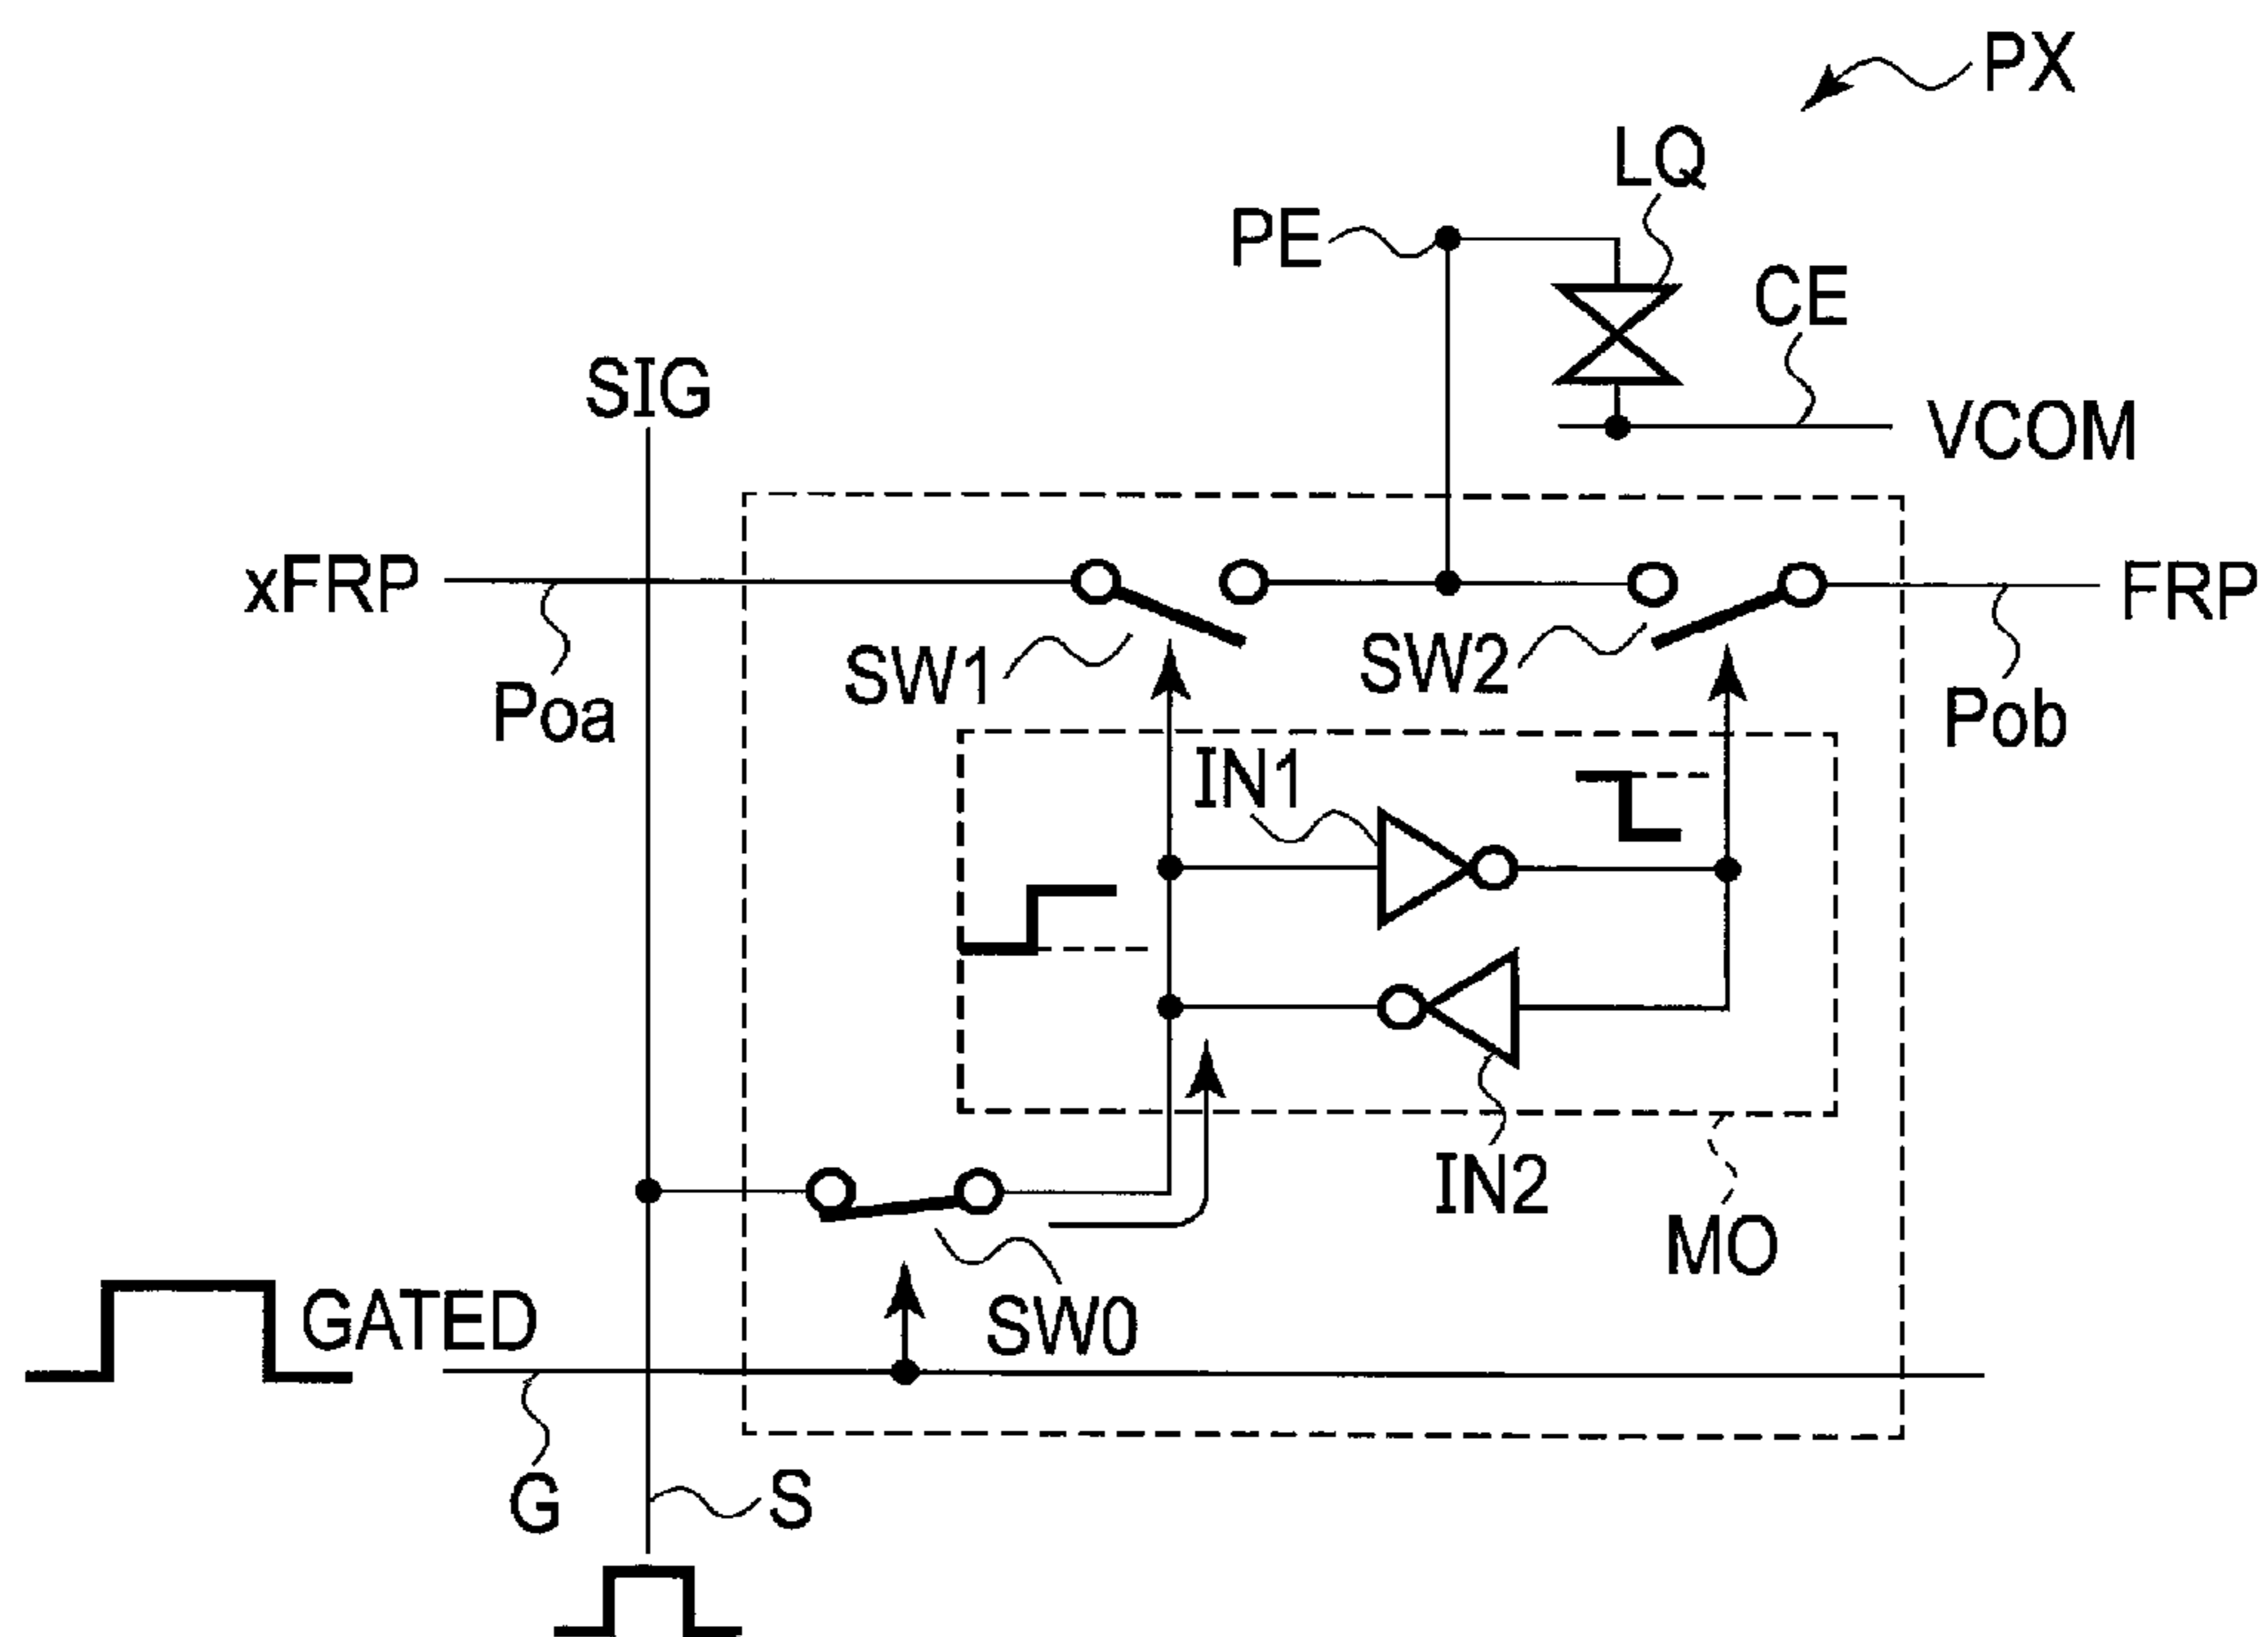 PX
LQ
PE
CE
SIG
VCOM
xFRP
FRP
SW1
SW2
Poa
Pob
IN1
IN2
MO
GATED
SW0
G
S